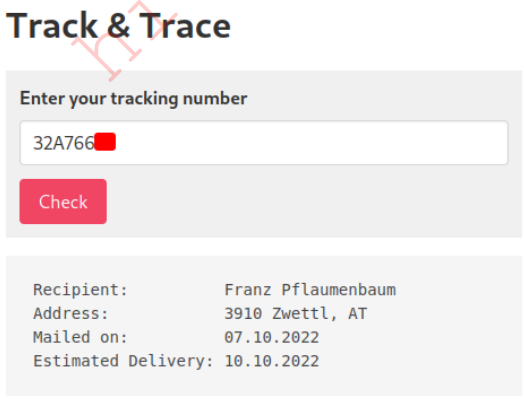 Track & Trace
Enter your tracking number
32A766
Check
Recipient: Franz Pflaumenbaum
Address: 3910 Zwettl, AT
Mailed on: 07.10.2022
Estimated Delivery: 10.10.2022